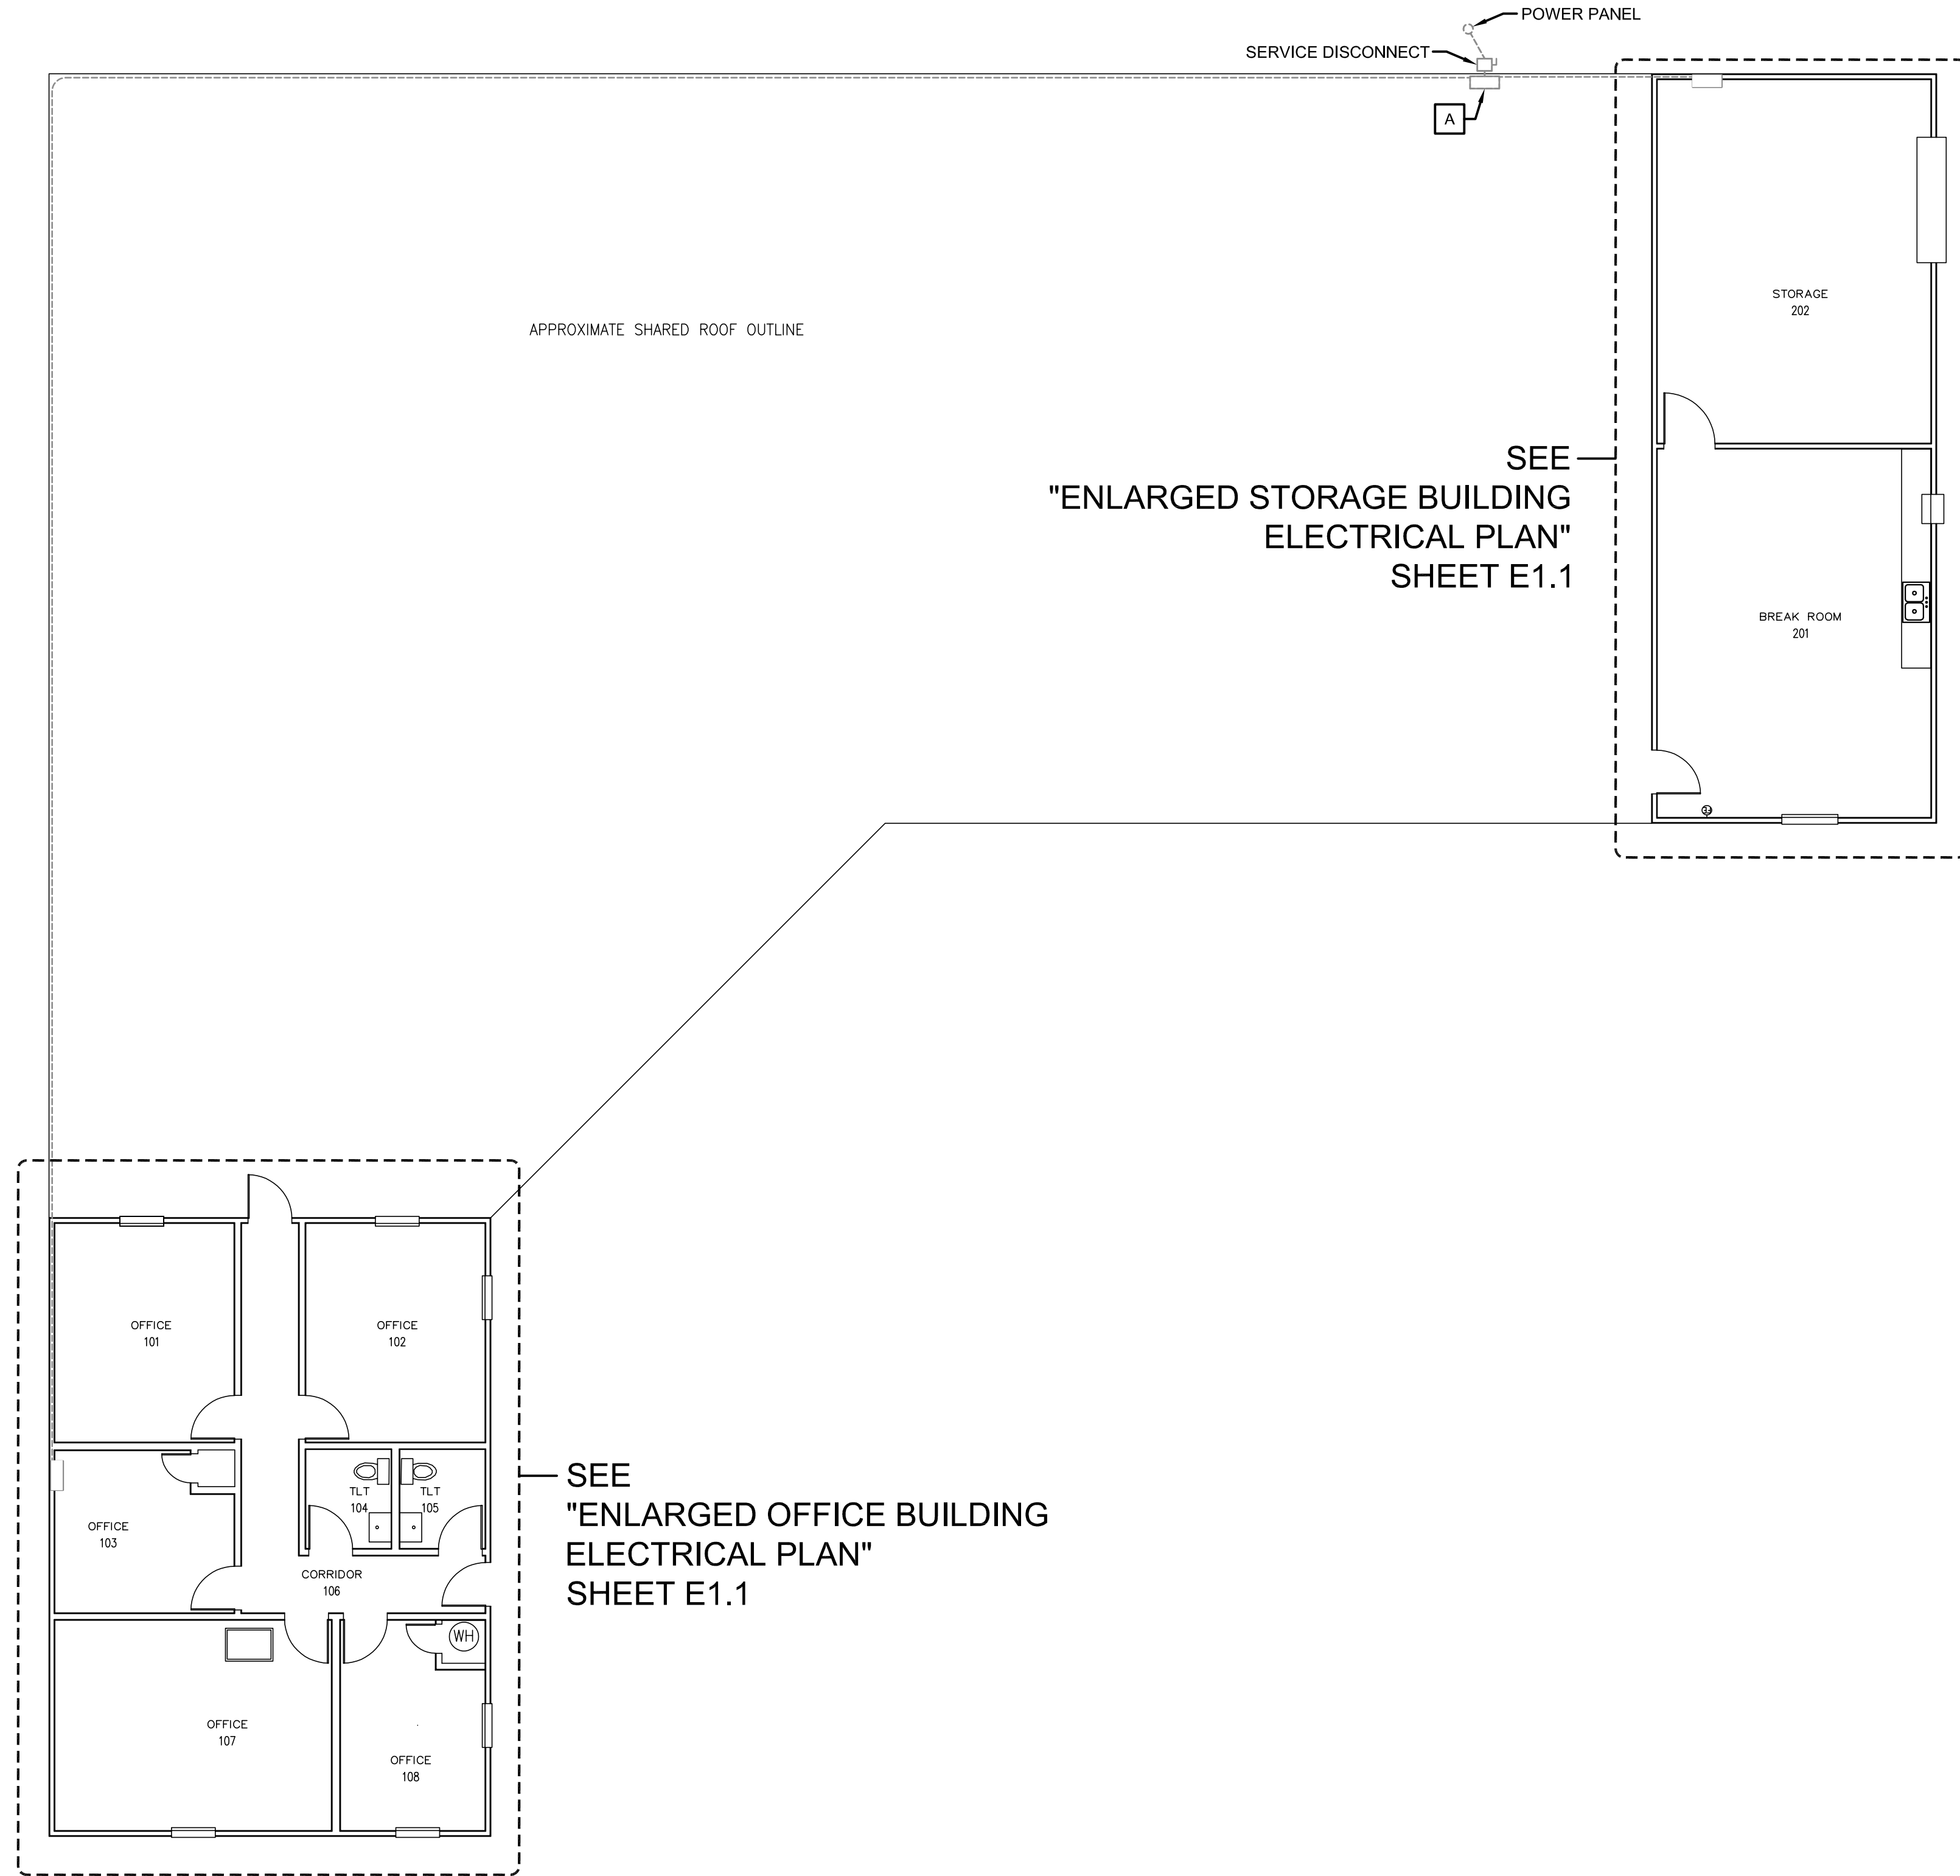 POWER PANEL
SERVICE DISCONNECT
A
APPROXIMATE SHARED ROOF OUTLINE
STORAGE
202
SEE
"ENLARGED STORAGE BUILDING
ELECTRICAL PLAN"
SHEET E1.1
BREAK ROOM
201
OFFICE
101
OFFICE
102
TLT
104
TLT
105
OFFICE
103
SEE
"ENLARGED OFFICE BUILDING
ELECTRICAL PLAN"
SHEET E1.1
CORRIDOR
106
WH
OFFICE
107
OFFICE
108